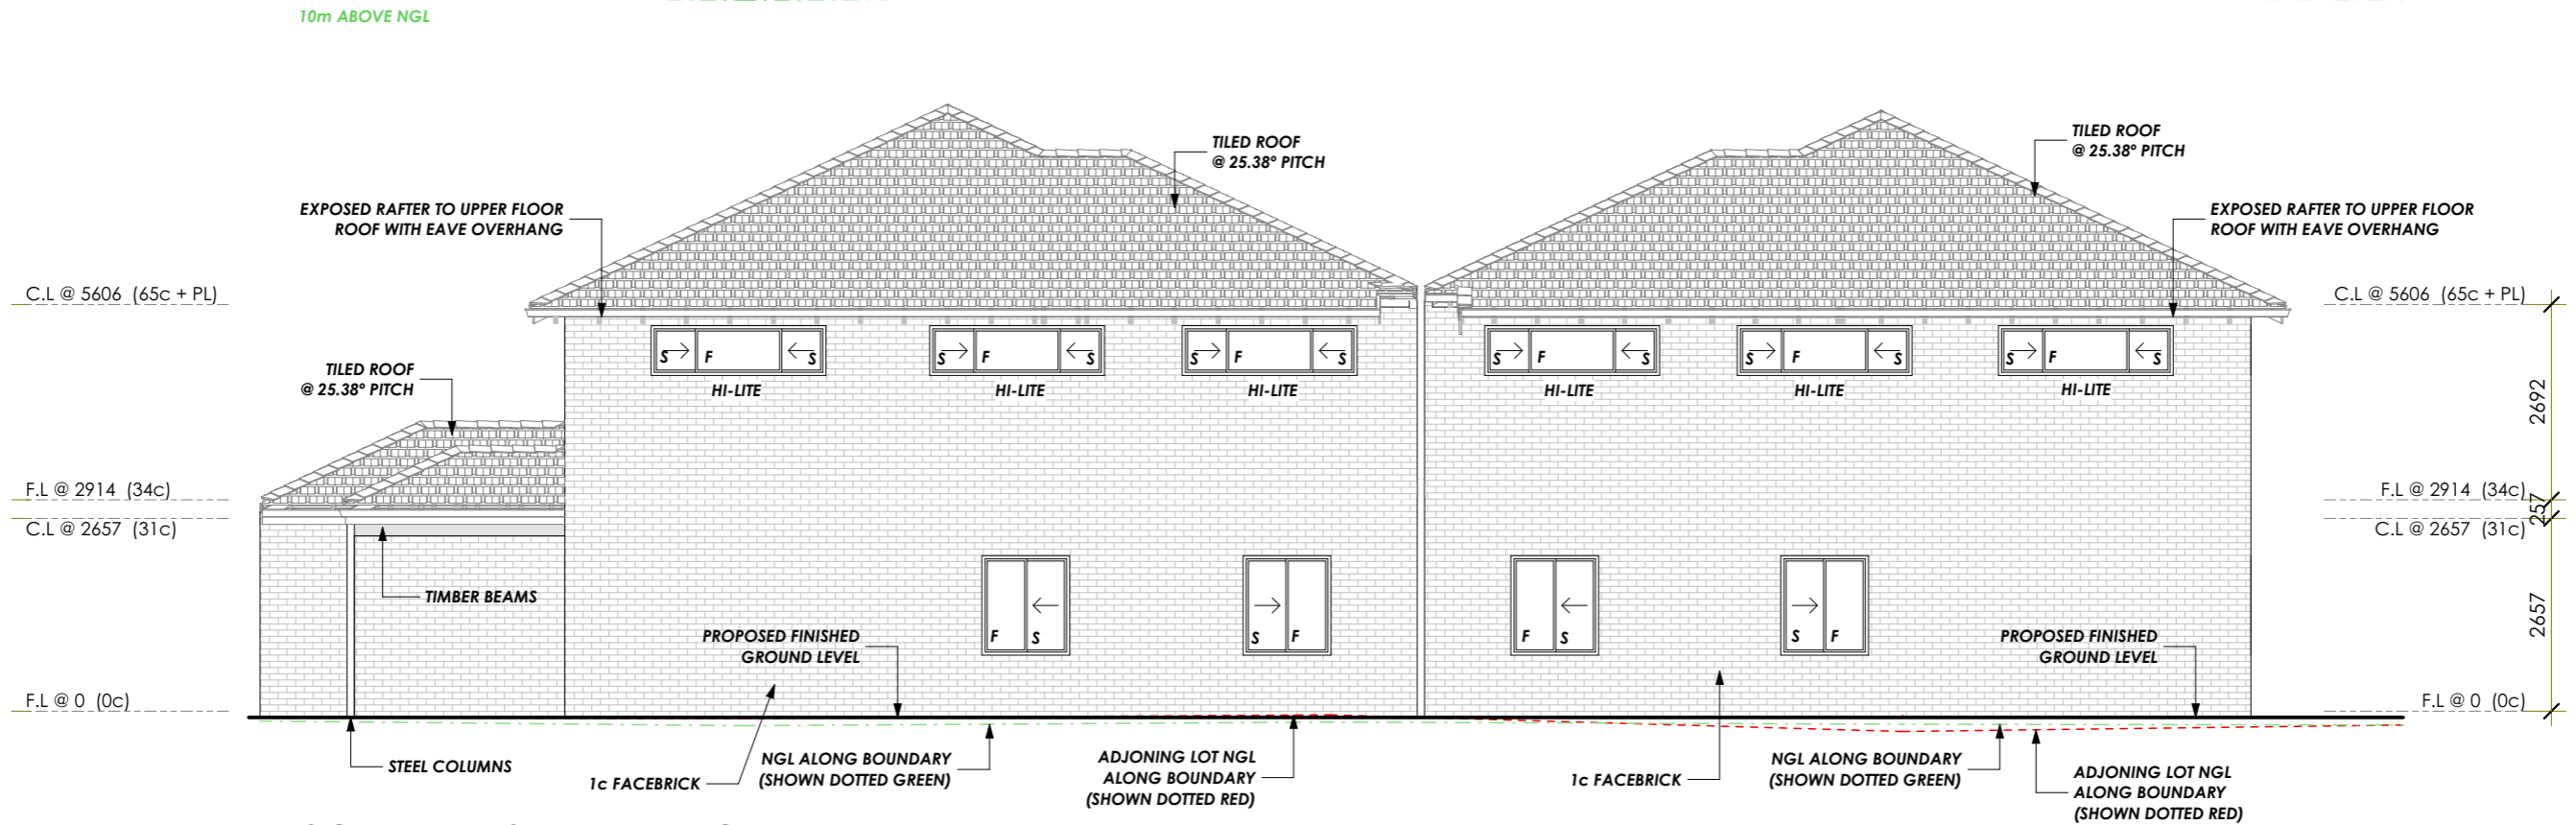 10m ABOVE NGL
TILED ROOF
@ 25.38° PITCH
TILED ROOF
@ 25.38° PITCH
EXPOSED RAFTER TO UPPER FLOOR
ROOF WITH EAVE OVERHANG
EXPOSED RAFTER TO UPPER FLOOR
ROOF WITH EAVE OVERHANG
C.L @ 5606 (65c + PL)
C.L @ 5606 (65c + PL)
S F S
S F S
S F S
S F S
S F S
S F S
HI-LITE
HI-LITE
HI-LITE
HI-LITE
HI-LITE
HI-LITE
TILED ROOF
@ 25.38° PITCH
2692
F.L @ 2914 (34c)
F.L @ 2914 (34c)
257
C.L @ 2657 (31c)
C.L @ 2657 (31c)
TIMBER BEAMS
2657
F S
S F
F S
S F
PROPOSED FINISHED
GROUND LEVEL
PROPOSED FINISHED
GROUND LEVEL
F.L @ 0 (0c)
F.L @ 0 (0c)
STEEL COLUMNS
1c FACEBRICK
NGL ALONG BOUNDARY
(SHOWN DOTTED GREEN)
ADJONING LOT NGL
ALONG BOUNDARY
(SHOWN DOTTED RED)
1c FACEBRICK
NGL ALONG BOUNDARY
(SHOWN DOTTED GREEN)
ADJONING LOT NGL
ALONG BOUNDARY
(SHOWN DOTTED RED)